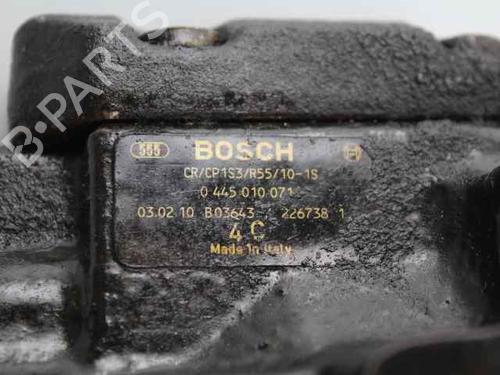 B-PARTS
565 BOSCH
CR/CP1S3/R55/10-1S
0 445 010 071
03.02 10 B03643 226738 1
4 C
Made in Italy